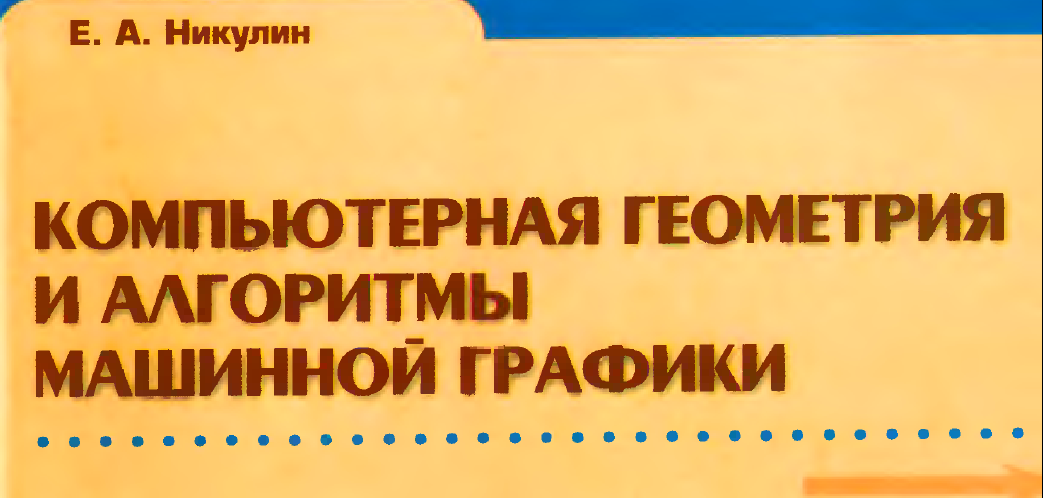 Е. А. Никулин
КОМПЬЮТЕРНАЯ ГЕОМЕТРИЯ
И АЛГОРИТМЫ
МАШИННОЙ ГРАФИКИ